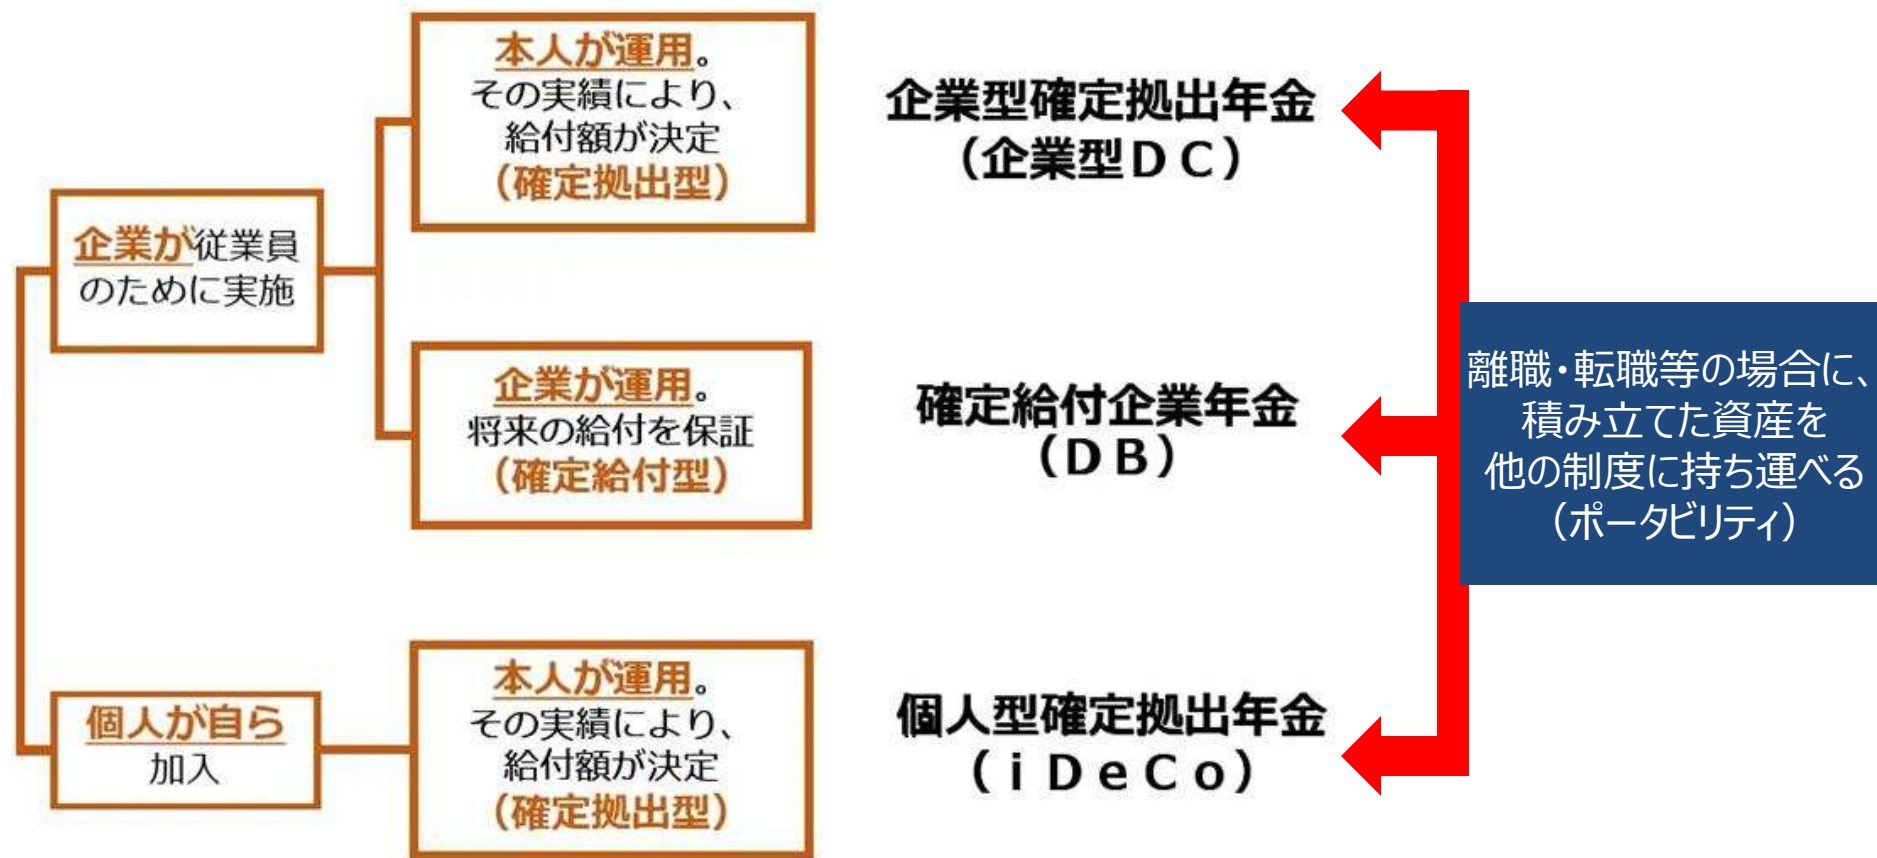 企業が従業員
のために実施
本人が運用。
その実績により、
給付額が決定
（確定拠出型）
企業型確定拠出年金
（企業型ＤＣ）
企業が運用。
将来の給付を保証
（確定給付型）
確定給付企業年金
（ＤＢ）
個人が自ら
加入
本人が運用。
その実績により、
給付額が決定
（確定拠出型）
個人型確定拠出年金
（ｉＤｅＣｏ）
離職・転職等の場合に、
積み立てた資産を
他の制度に持ち運べる
（ポータビリティ）